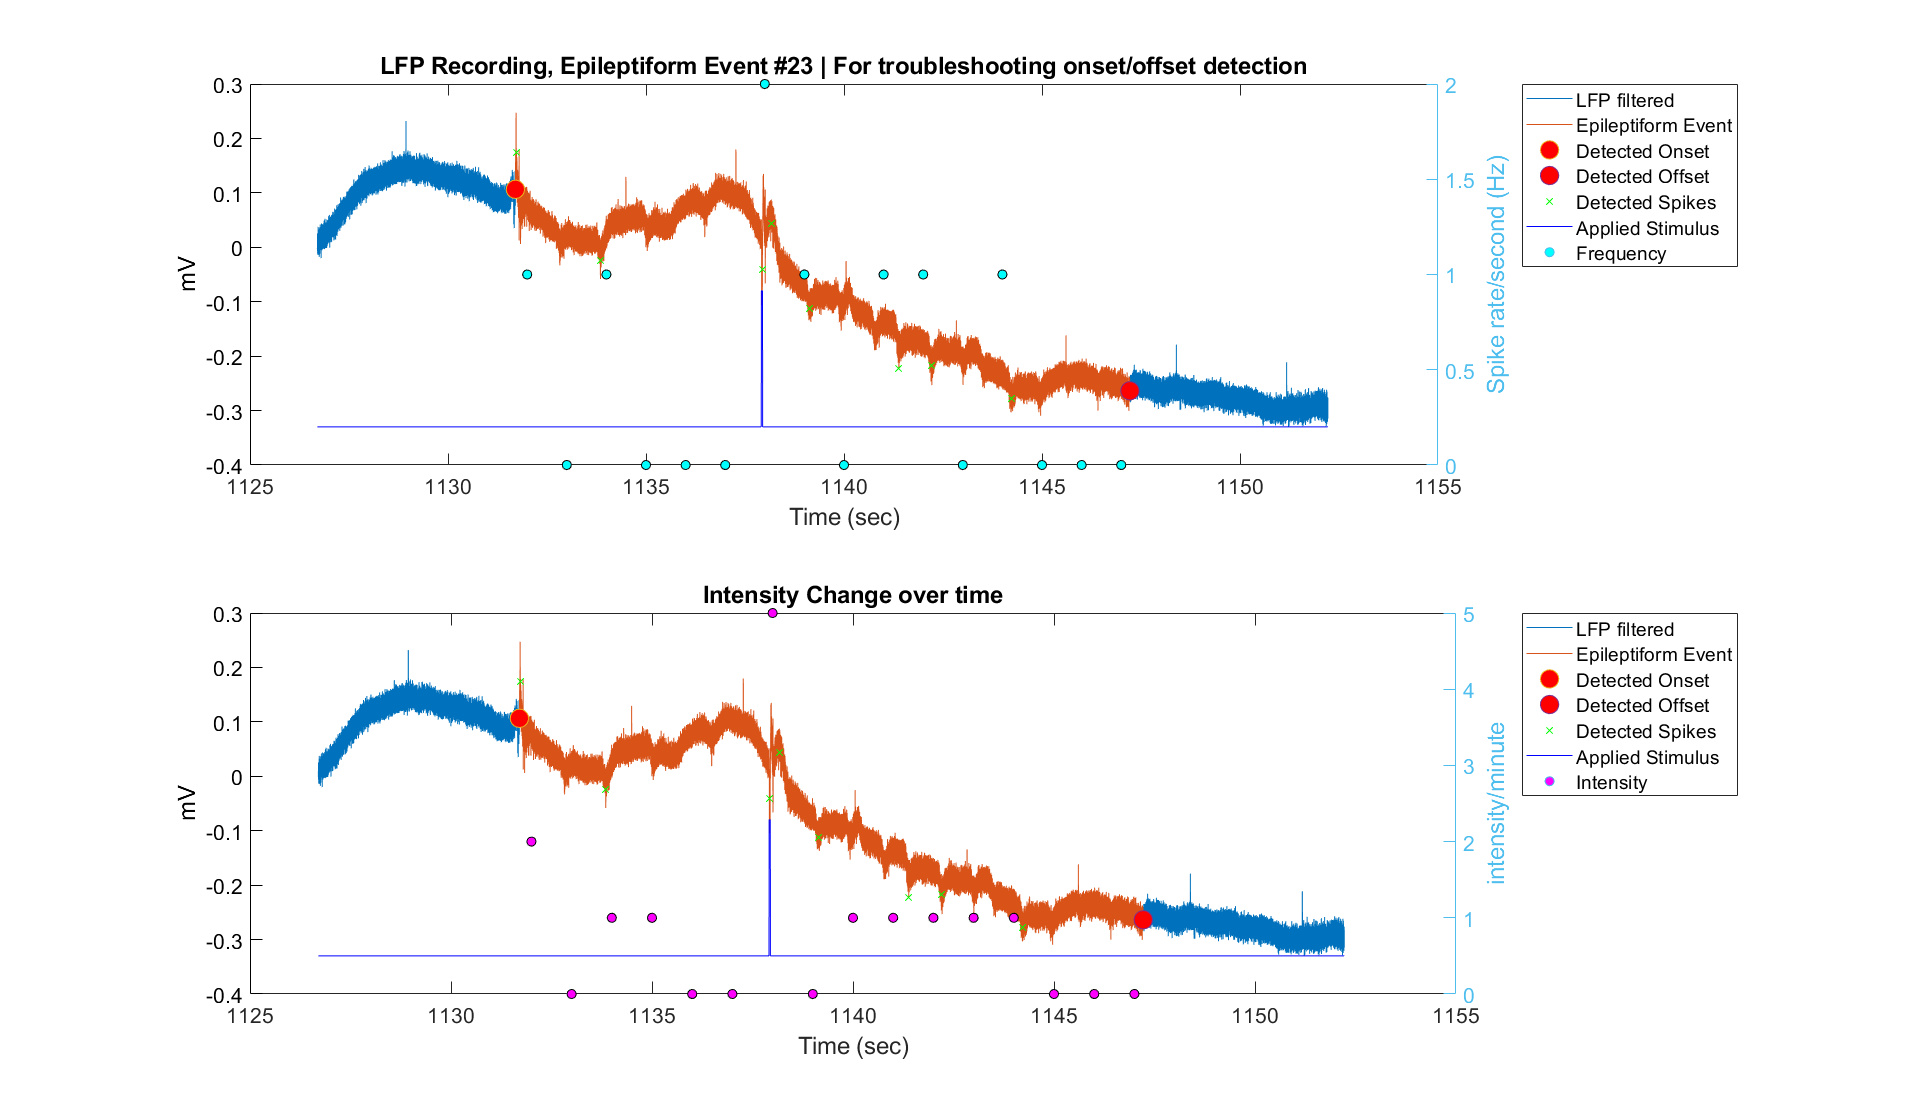 LFP Recording, Epileptiform Event #23 | For troubleshooting onset/offset detection
0.3
0.2
0.1
0
-0.1
-0.2
-0.3
-0.4
mV
2
1.5
1
0.5
0
Spike rate/second (Hz)
1125 1130 1135 1140 1145 1150 1155
Time (sec)
LFP filtered
Epileptiform Event
Detected Onset
Detected Offset
Detected Spikes
Applied Stimulus
Frequency
Intensity Change over time
0.3
0.2
0.1
0
-0.1
-0.2
-0.3
-0.4
mV
5
4
3
2
1
0
intensity/minute
1125 1130 1135 1140 1145 1150 1155
Time (sec)
LFP filtered
Epileptiform Event
Detected Onset
Detected Offset
Detected Spikes
Applied Stimulus
Intensity